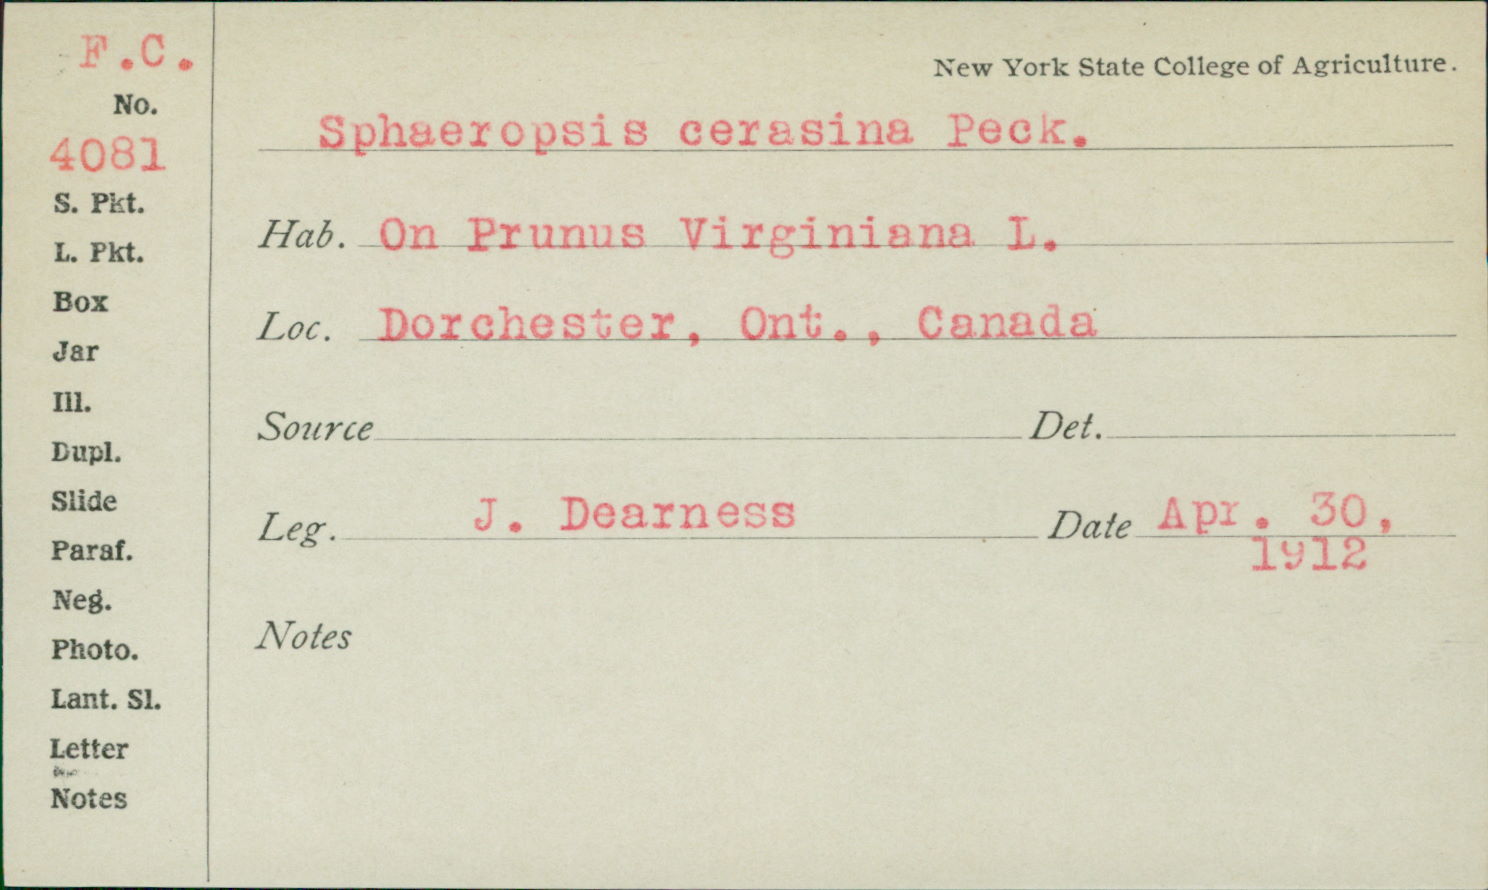 F.C.
No.
4081
S. Pkt.
L. Pkt.
Box
Jar
Ill.
Dupl.
Slide
Paraf.
Neg.
Photo.
Lant. Sl.
Letter
Notes
New York State College of Agriculture.
Sphaeropsis cerasina Peck.
Hab. On Prunus Virginiana L.
Loc. Dorchester, Ont., Canada
Source Det.
Leg. J. Dearness Date Apr. 30,
1912
Notes